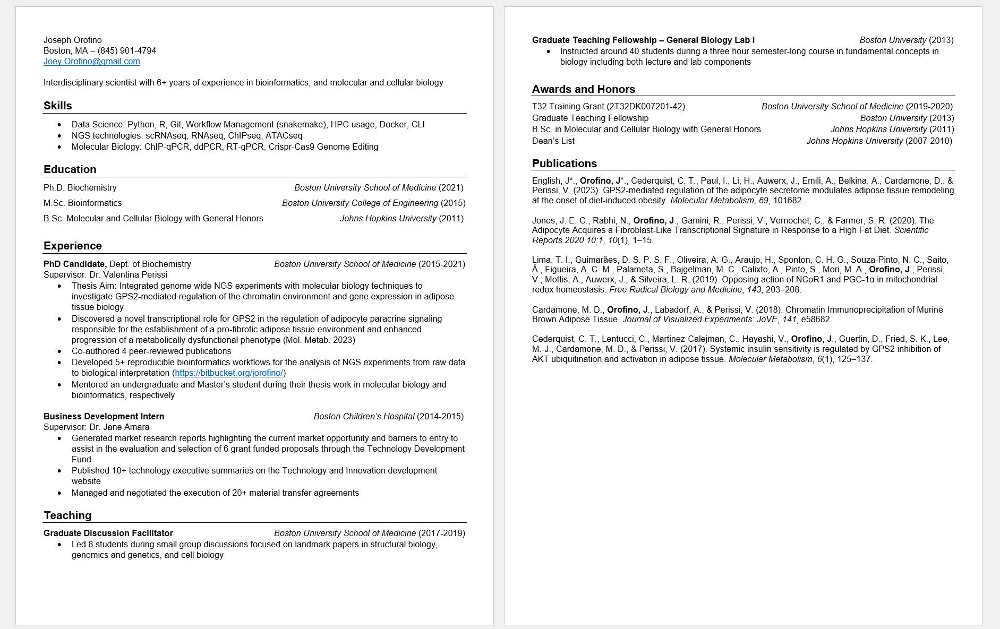 Joseph Orofino
Boston, MA – (845) 901-4794
Joey.Orofino@gmail.com
Interdisciplinary scientist with 6+ years of experience in bioinformatics, and molecular and cellular biology
Skills
• Data Science: Python, R, Git, Workflow Management (snakemake), HPC usage, Docker, CLI
• NGS technologies: scRNAseq, RNAseq, ChIPseq, ATACseq
• Molecular Biology: ChIP-qPCR, ddPCR, RT-qPCR, Crispr-Cas9 Genome Editing
Education
Ph.D. Biochemistry Boston University School of Medicine (2021)
M.Sc. Bioinformatics Boston University College of Engineering (2015)
B.Sc. Molecular and Cellular Biology with General Honors Johns Hopkins University (2011)
Experience
PhD Candidate, Dept. of Biochemistry Boston University School of Medicine (2015-2021)
Supervisor: Dr. Valentina Perissi
• Thesis Aim: Integrated genome wide NGS experiments with molecular biology techniques to
investigate GPS2-mediated regulation of the chromatin environment and gene expression in adipose
tissue biology
• Discovered a novel transcriptional role for GPS2 in the regulation of adipocyte paracrine signaling
responsible for the establishment of a pro-fibrotic adipose tissue environment and enhanced
progression of a metabolically dysfunctional phenotype (Mol. Metab. 2023)
• Co-authored 4 peer-reviewed publications
• Developed 5+ reproducible bioinformatics workflows for the analysis of NGS experiments from raw data
to biological interpretation (https://bitbucket.org/jorofino/)
• Mentored an undergraduate and Master’s student during their thesis work in molecular biology and
bioinformatics, respectively
Business Development Intern Boston Children’s Hospital (2014-2015)
Supervisor: Dr. Jane Amara
• Generated market research reports highlighting the current market opportunity and barriers to entry to
assist in the evaluation and selection of 6 grant funded proposals through the Technology Development
Fund
• Published 10+ technology executive summaries on the Technology and Innovation development
website
• Managed and negotiated the execution of 20+ material transfer agreements
Teaching
Graduate Discussion Facilitator Boston University School of Medicine (2017-2019)
• Led 8 students during small group discussions focused on landmark papers in structural biology,
genomics and genetics, and cell biology
Graduate Teaching Fellowship – General Biology Lab I Boston University (2013)
• Instructed around 40 students during a three hour semester-long course in fundamental concepts in
biology including both lecture and lab components
Awards and Honors
T32 Training Grant (2T32DK007201-42) Boston University School of Medicine (2019-2020)
Graduate Teaching Fellowship Boston University (2013)
B.Sc. in Molecular and Cellular Biology with General Honors Johns Hopkins University (2011)
Dean’s List Johns Hopkins University (2007-2010)
Publications
English, J*., Orofino, J*., Cederquist, C. T., Paul, I., Li, H., Auwerx, J., Emili, A., Belkina, A., Cardamone, D., &
Perissi, V. (2023). GPS2-mediated regulation of the adipocyte secretome modulates adipose tissue remodeling
at the onset of diet-induced obesity. Molecular Metabolism, 69, 101682.
Jones, J. E. C., Rabhi, N., Orofino, J., Gamini, R., Perissi, V., Vernochet, C., & Farmer, S. R. (2020). The
Adipocyte Acquires a Fibroblast-Like Transcriptional Signature in Response to a High Fat Diet. Scientific
Reports 2020 10:1, 10(1), 1–15.
Lima, T. I., Guimarães, D. S. P. S. F., Oliveira, A. G., Araujo, H., Sponton, C. H. G., Souza-Pinto, N. C., Saito,
Â., Figueira, A. C. M., Palameta, S., Bajgelman, M. C., Calixto, A., Pinto, S., Mori, M. A., Orofino, J., Perissi,
V., Mottis, A., Auwerx, J., & Silveira, L. R. (2019). Opposing action of NCoR1 and PGC-1α in mitochondrial
redox homeostasis. Free Radical Biology and Medicine, 143, 203–208.
Cardamone, M. D., Orofino, J., Labadorf, A., & Perissi, V. (2018). Chromatin Immunoprecipitation of Murine
Brown Adipose Tissue. Journal of Visualized Experiments: JoVE, 141, e58682.
Cederquist, C. T., Lentucci, C., Martinez-Calejman, C., Hayashi, V., Orofino, J., Guertin, D., Fried, S. K., Lee,
M.-J., Cardamone, M. D., & Perissi, V. (2017). Systemic insulin sensitivity is regulated by GPS2 inhibition of
AKT ubiquitination and activation in adipose tissue. Molecular Metabolism, 6(1), 125–137.